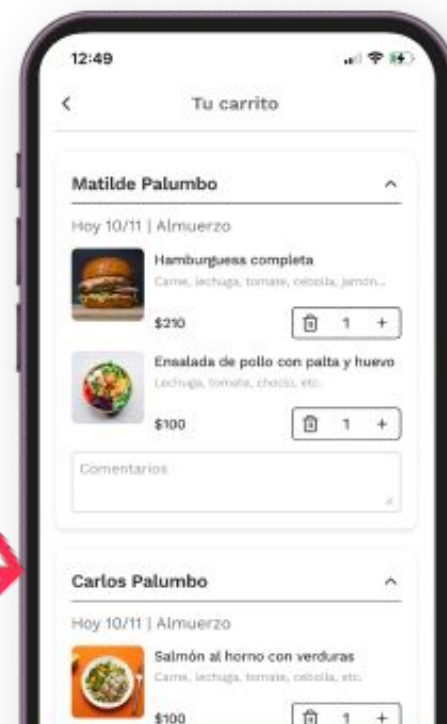 12:49
Tu carrito
Matilde Palumbo
Hoy 10/11 | Almuerzo
Hamburguesa completa
Carne, lechuga, tomate, cebolla, jamón...
$210
1 +
Ensalada de pollo con palta y huevo
Lechuga, tomate, choclo, etc.
$100
1 +
Comentarios
Carlos Palumbo
Hoy 10/11 | Almuerzo
Salmón al horno con verduras
Carne, lechuga, tomate, cebolla, etc.
$100
1 +